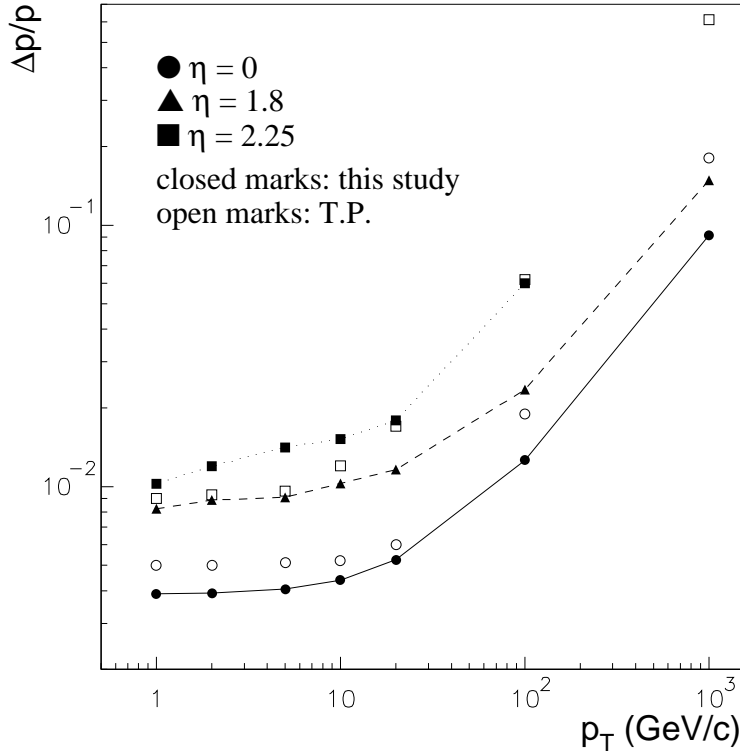 Δp/p
η = 0
η = 1.8
η = 2.25
closed marks: this study
open marks: T.P.
10⁻¹
10⁻²
1 10 10² 10³
p_T (GeV/c)